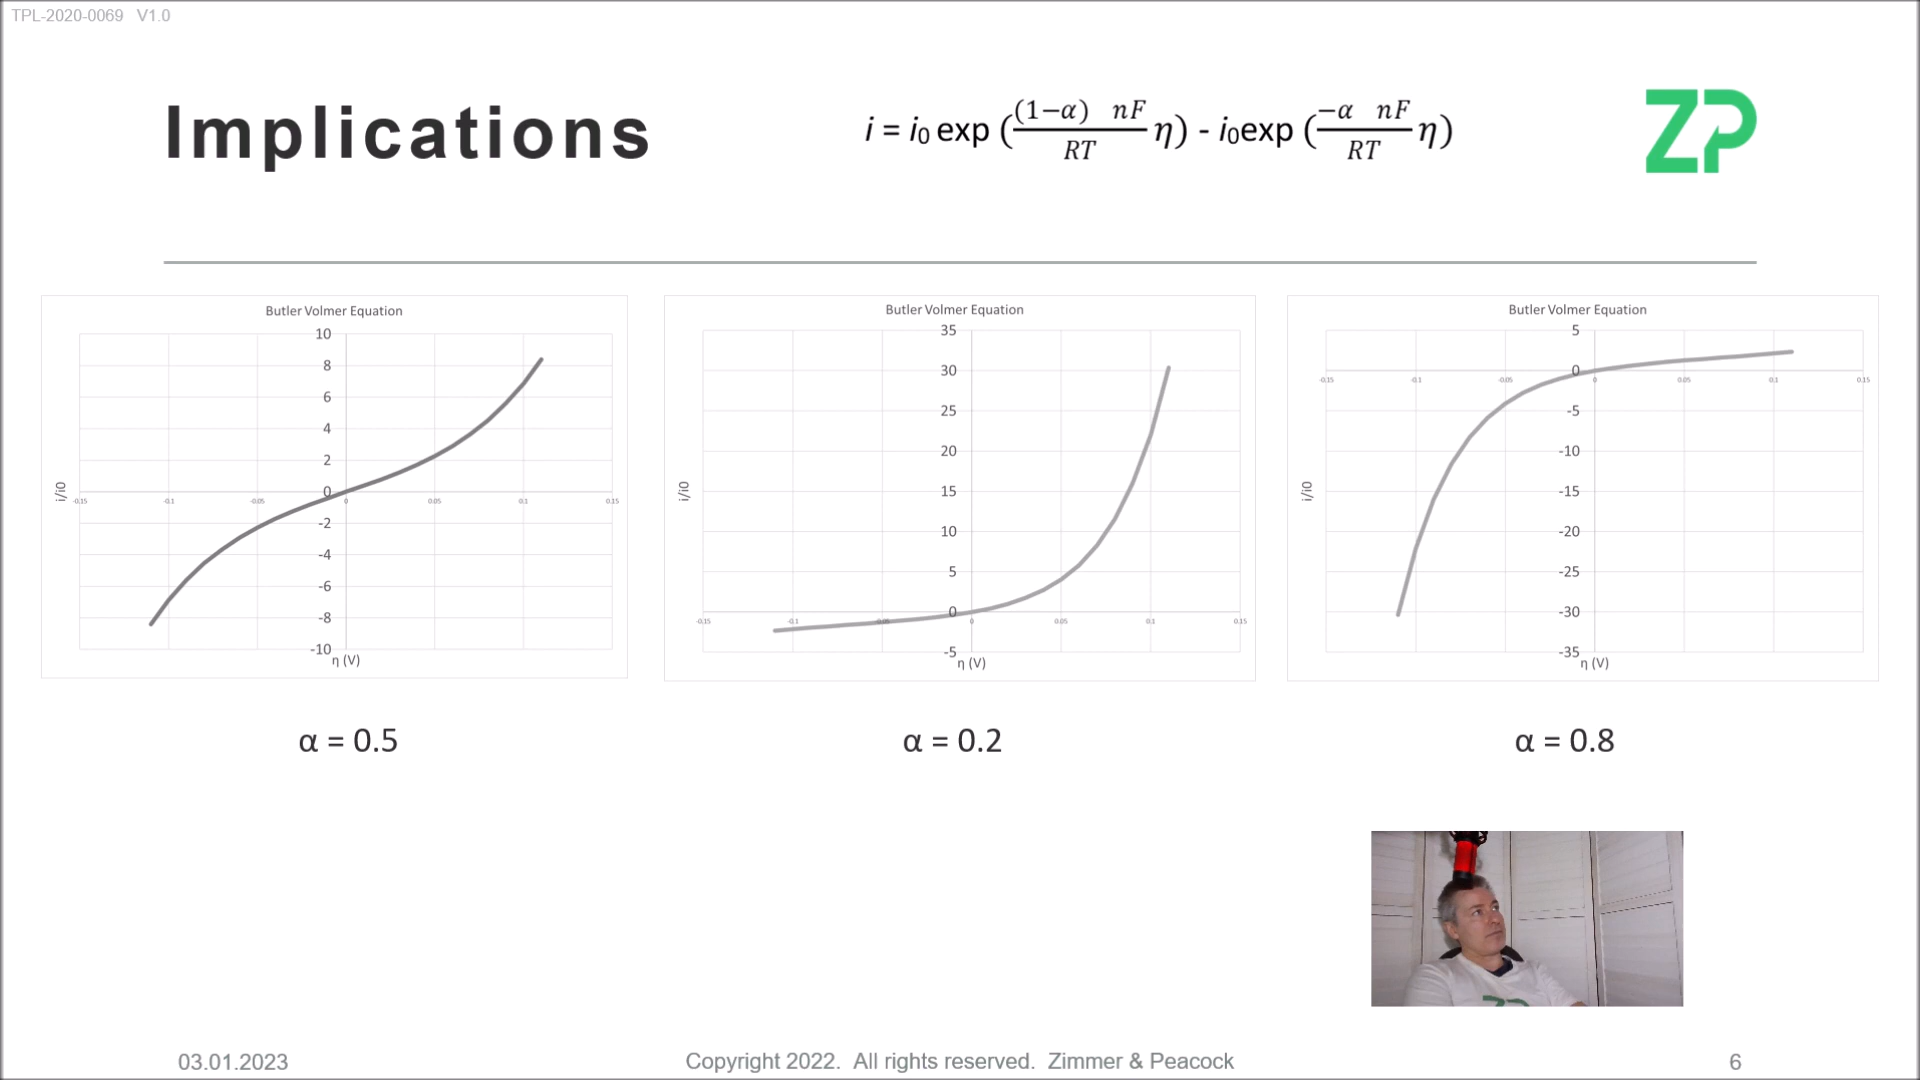 TPL-2020-0069 V1.0
Implications
i = i₀ exp ((1−α) nF/RT η) - i₀exp (−α nF/RT η)
ZP
Butler Volmer Equation
10
8
6
4
2
0
-2
-4
-6
-8
-10
-0.15 -0.1 -0.05 0 0.05 0.1 0.15
i/i0
η (V)
Butler Volmer Equation
35
30
25
20
15
10
5
0
-5
-0.15 -0.1 -0.05 0 0.05 0.1 0.15
i/i0
η (V)
Butler Volmer Equation
5
0
-5
-10
-15
-20
-25
-30
-35
-0.15 -0.1 -0.05 0 0.05 0.1 0.15
i/i0
η (V)
α = 0.5
α = 0.2
α = 0.8
03.01.2023
Copyright 2022. All rights reserved. Zimmer & Peacock
6